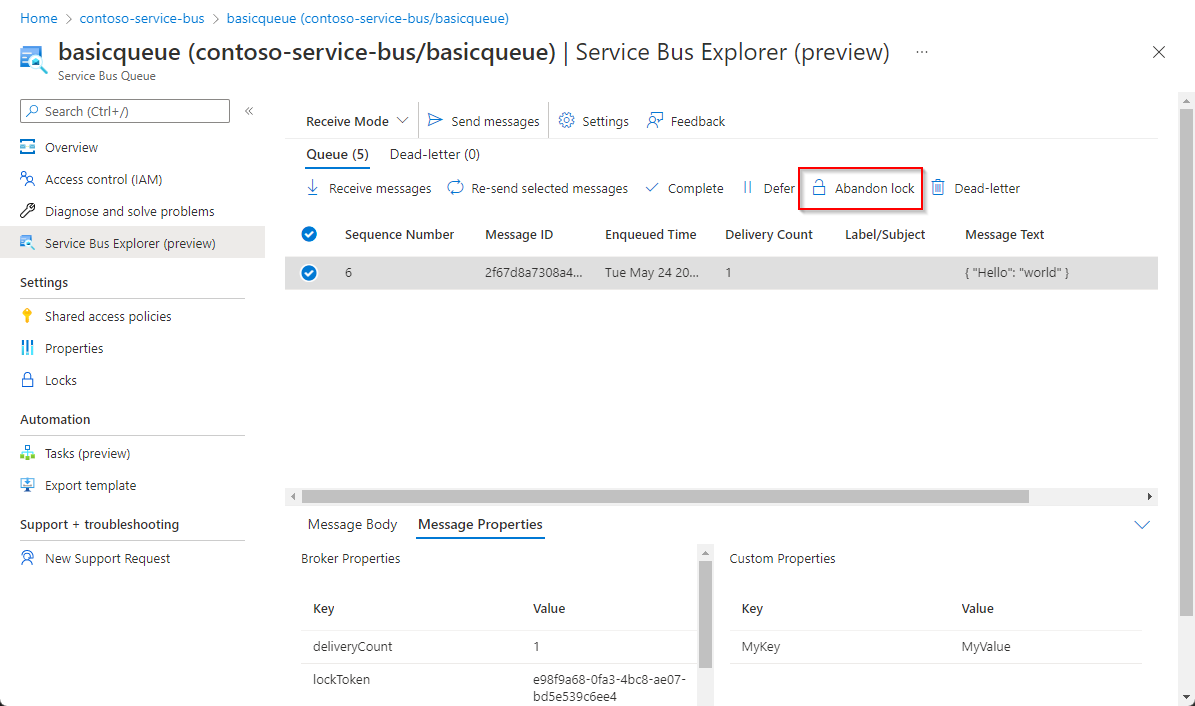 Home > contoso-service-bus > basicqueue (contoso-service-bus/basicqueue)
basicqueue (contoso-service-bus/basicqueue) | Service Bus Explorer (preview) ...
Service Bus Queue
Search (Ctrl+/) «
Overview
Access control (IAM)
Diagnose and solve problems
Service Bus Explorer (preview)
Settings
Shared access policies
Properties
Locks
Automation
Tasks (preview)
Export template
Support + troubleshooting
New Support Request
Receive Mode Send messages Settings Feedback
Queue (5) Dead-letter (0)
Receive messages Re-send selected messages Complete Defer Abandon lock Dead-letter
Sequence Number Message ID Enqueued Time Delivery Count Label/Subject Message Text
6 2f67d8a7308a4... Tue May 24 20... 1 { "Hello": "world" }
Message Body Message Properties
Broker Properties
Key Value
deliveryCount 1
lockToken e98f9a68-0fa3-4bc8-ae07-
bd5e539c6ee4
Custom Properties
Key Value
MyKey MyValue